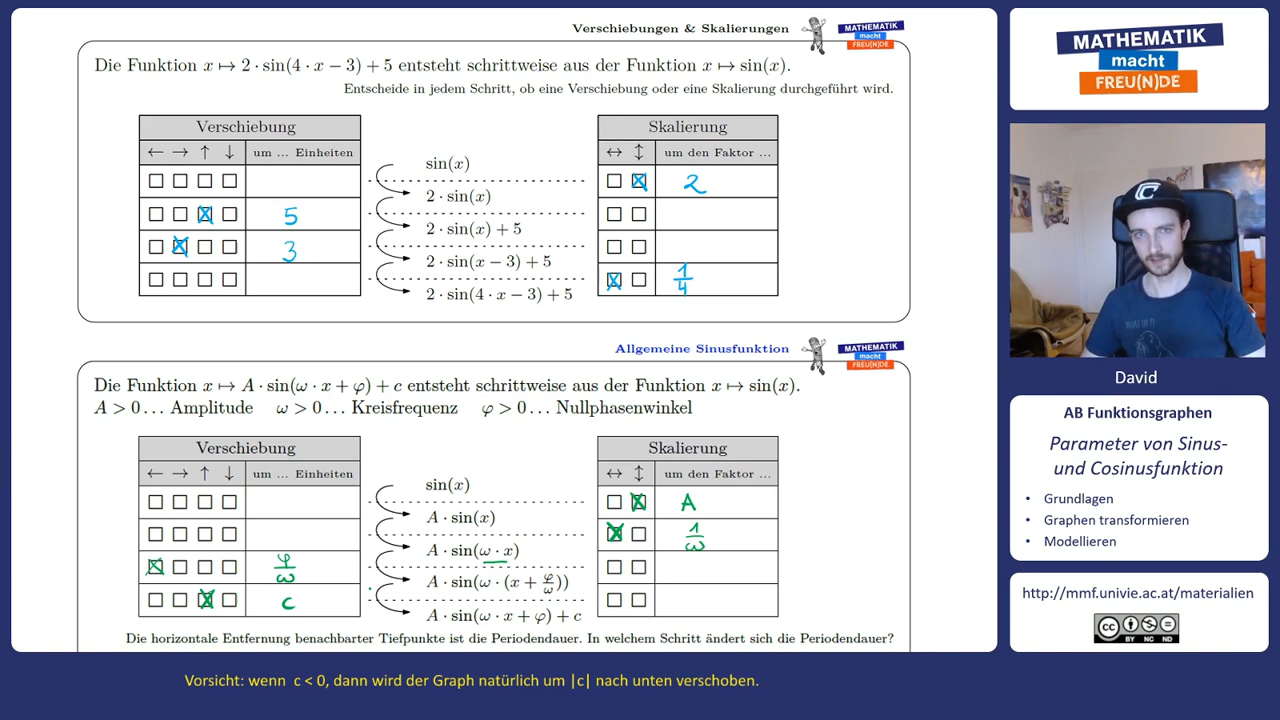 Verschiebungen & Skalierungen
MATHEMATIK
macht
FREU(N)DE
Die Funktion x ↦ 2 · sin(4 · x − 3) + 5 entsteht schrittweise aus der Funktion x ↦ sin(x).
Entscheide in jedem Schritt, ob eine Verschiebung oder eine Skalierung durchgeführt wird.
Verschiebung
← → ↑ ↓ um ... Einheiten
5
3
sin(x)
2 · sin(x)
2 · sin(x) + 5
2 · sin(x − 3) + 5
2 · sin(4 · x − 3) + 5
Skalierung
↔ ↕ um den Faktor ...
2
1/4
Allgemeine Sinusfunktion
MATHEMATIK
macht
FREU(N)DE
Die Funktion x ↦ A · sin(ω · x + φ) + c entsteht schrittweise aus der Funktion x ↦ sin(x).
A > 0 ... Amplitude ω > 0 ... Kreisfrequenz φ > 0 ... Nullphasenwinkel
Verschiebung
← → ↑ ↓ um ... Einheiten
φ/ω
c
sin(x)
A · sin(x)
A · sin(ω · x)
A · sin(ω · (x + φ/ω))
A · sin(ω · x + φ) + c
Skalierung
↔ ↕ um den Faktor ...
A
1/ω
Die horizontale Entfernung benachbarter Tiefpunkte ist die Periodendauer. In welchem Schritt ändert sich die Periodendauer?
Vorsicht: wenn c < 0, dann wird der Graph natürlich um |c| nach unten verschoben.
MATHEMATIK
macht
FREU(N)DE
C
WHAT UP?
David
AB Funktionsgraphen
Parameter von Sinus-
und Cosinusfunktion
• Grundlagen
• Graphen transformieren
• Modellieren
http://mmf.univie.ac.at/materialien
cc
BY NC ND